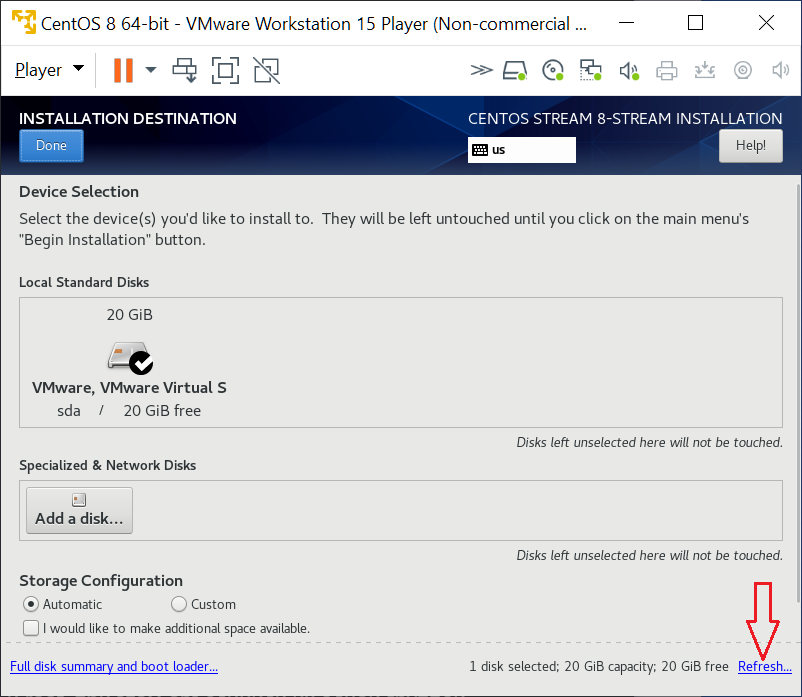 CentOS 8 64-bit - VMware Workstation 15 Player (Non-commercial ...
Player
INSTALLATION DESTINATION
CENTOS STREAM 8-STREAM INSTALLATION
Done
us
Help!
Device Selection
Select the device(s) you'd like to install to.  They will be left untouched until you click on the main menu's
"Begin Installation" button.
Local Standard Disks
20 GiB
VMware, VMware Virtual S
sda / 20 GiB free
Disks left unselected here will not be touched.
Specialized & Network Disks
Add a disk...
Disks left unselected here will not be touched.
Storage Configuration
Automatic
Custom
I would like to make additional space available.
Full disk summary and boot loader...
1 disk selected; 20 GiB capacity; 20 GiB free
Refresh...